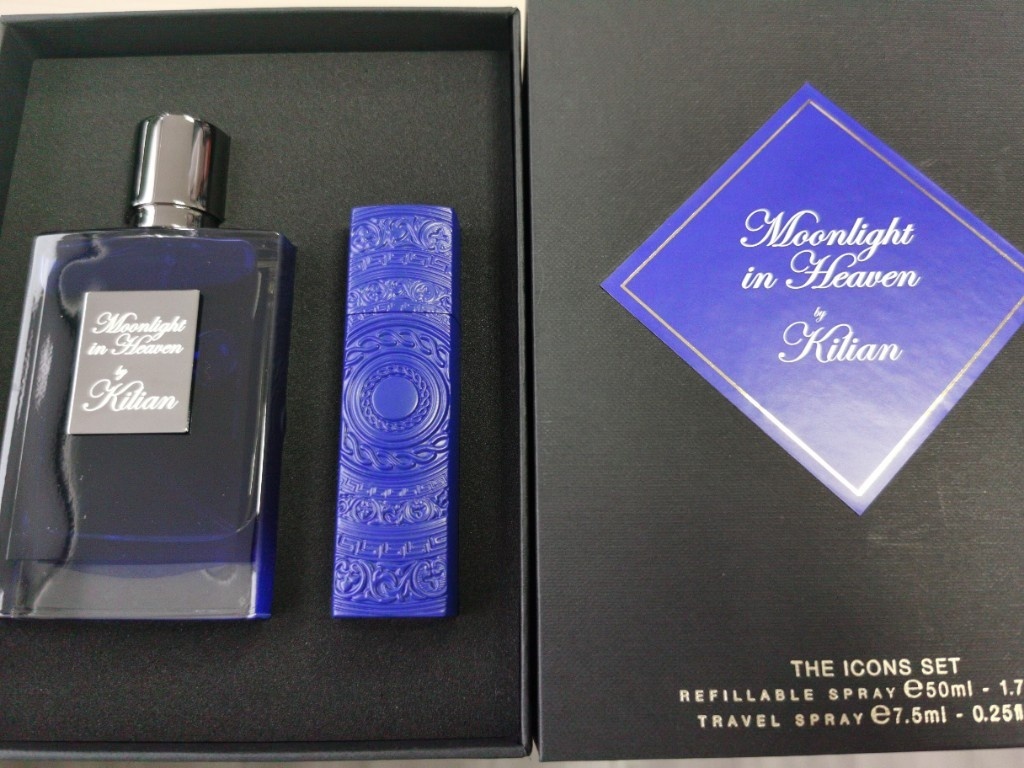 Moonlight
in Heaven
by
Kilian
Moonlight
in Heaven
by
Kilian
THE ICONS SET
REFILLABLE SPRAY ℮50ml - 1.7
TRAVEL SPRAY ℮7.5ml - 0.25fl